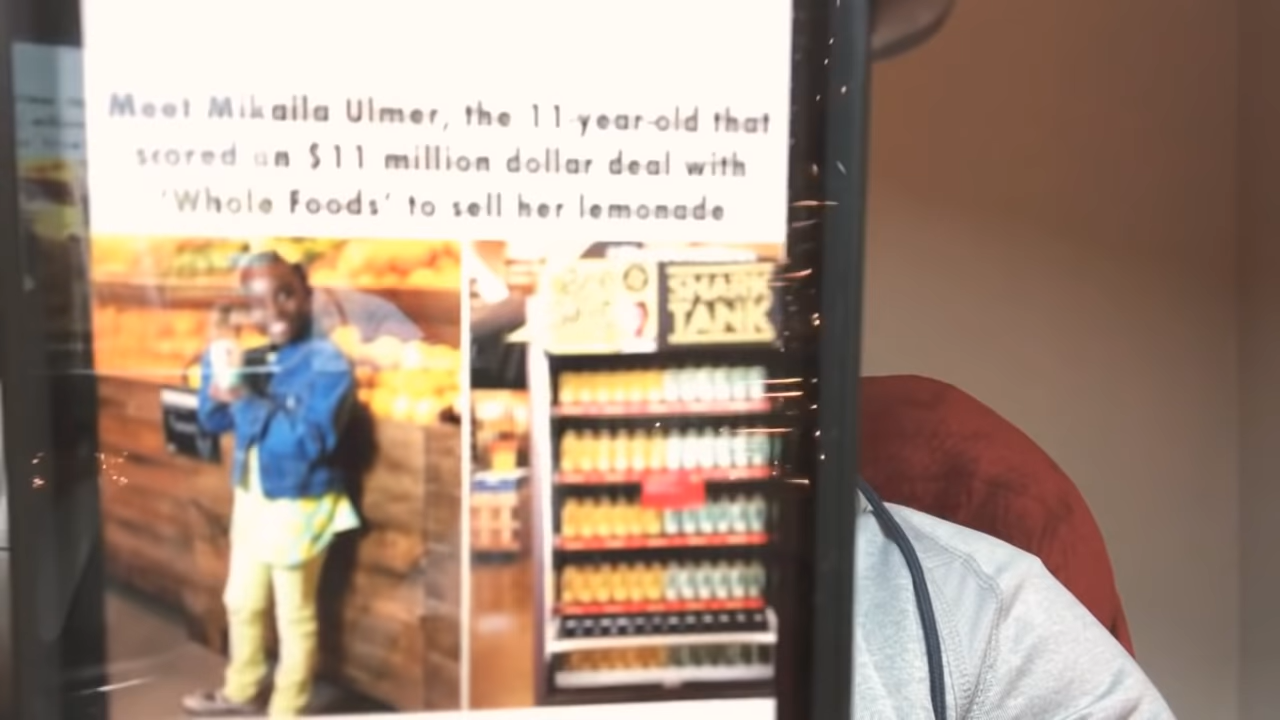 Meet Mikaila Ulmer, the 11-year-old that
scored an $11 million dollar deal with
'Whole Foods' to sell her lemonade
SHARK
TANK